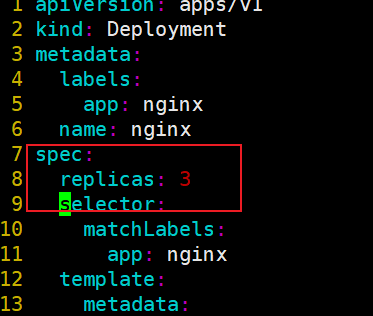 1 apiVersion: apps/v1
2 kind: Deployment
3 metadata:
4   labels:
5     app: nginx
6   name: nginx
7 spec:
8   replicas: 3
9   selector:
10     matchLabels:
11       app: nginx
12   template:
13     metadata: